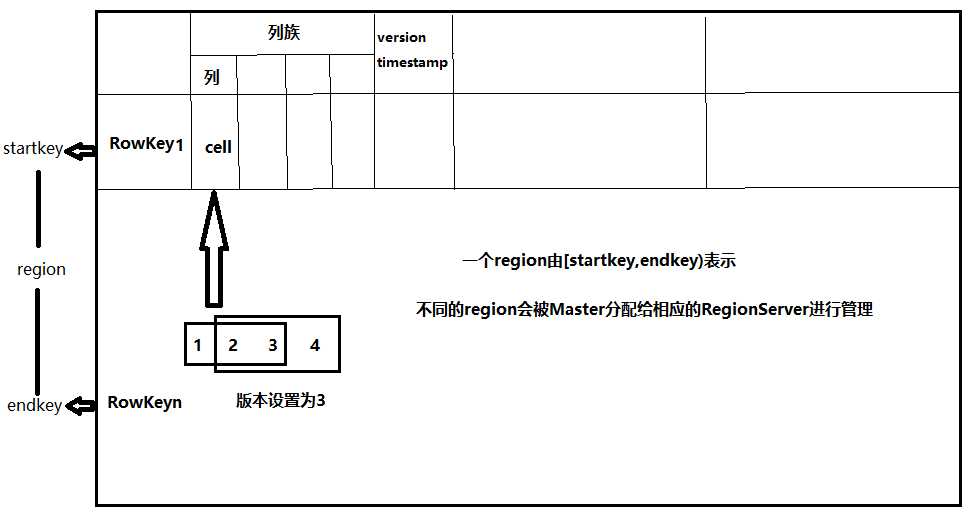 列族
version
timestamp
列
startkey
RowKey1
cell
region
一个region由[startkey,endkey)表示
不同的region会被Master分配给相应的RegionServer进行管理
1 2 3 4
endkey
RowKeyn
版本设置为3